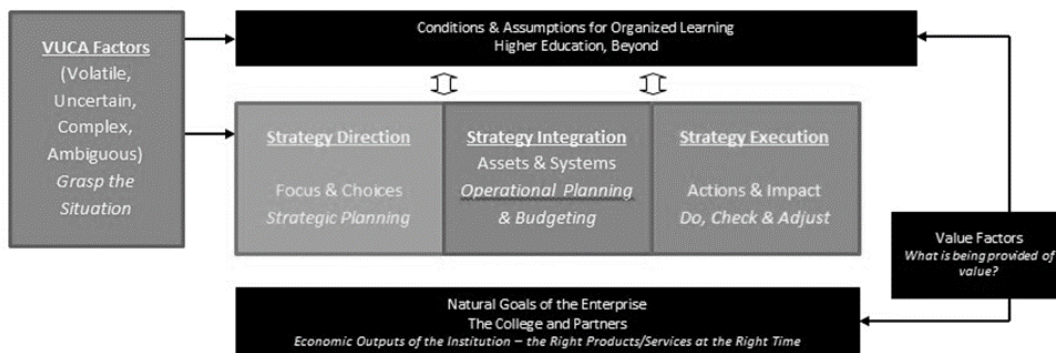 VUCA Factors
(Volatile,
Uncertain,
Complex,
Ambiguous)
Grasp the
Situation
Conditions & Assumptions for Organized Learning
Higher Education, Beyond
Strategy Direction
Focus & Choices
Strategic Planning
Strategy Integration
Assets & Systems
Operational Planning
& Budgeting
Strategy Execution
Actions & Impact
Do, Check & Adjust
Value Factors
What is being provided of
value?
Natural Goals of the Enterprise
The College and Partners
Economic Outputs of the Institution – the Right Products/Services at the Right Time